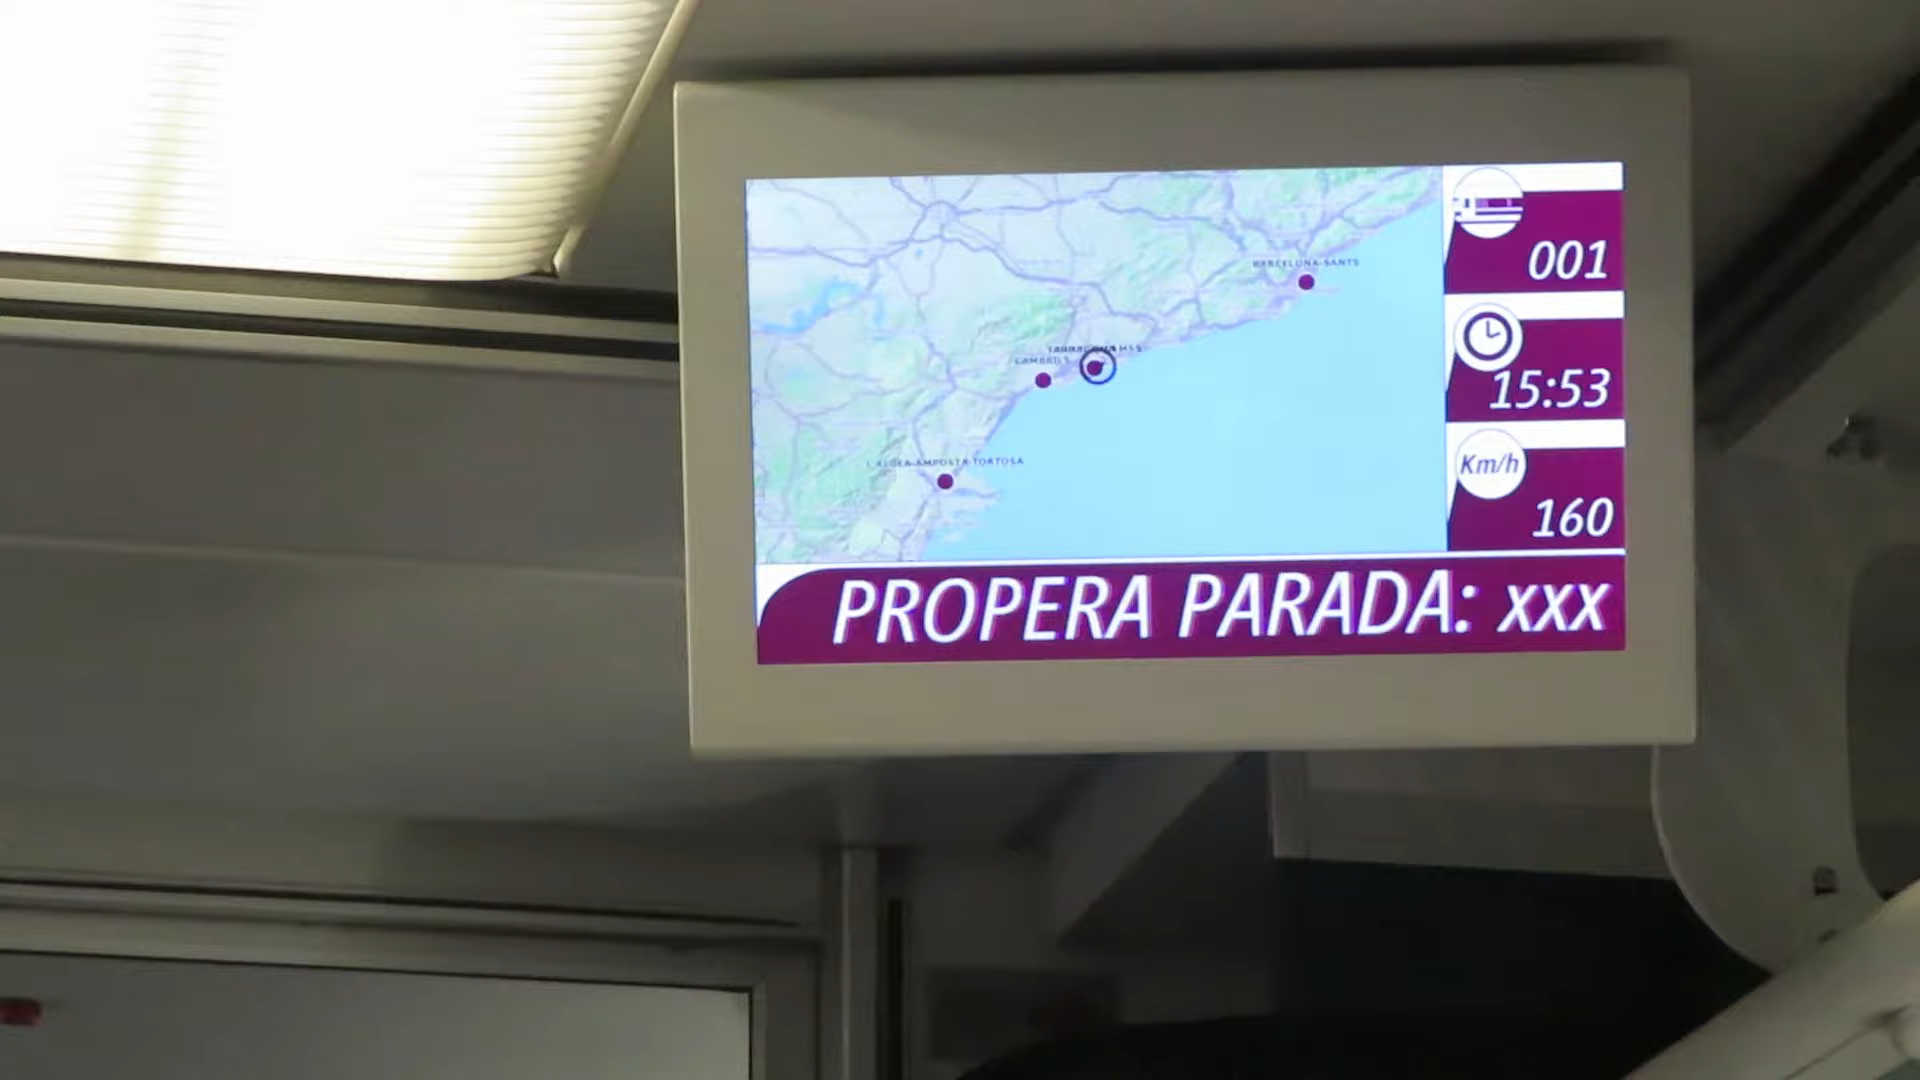 BARCELONA-SANTS
001
15:53
CAMBRILS
L'ALDEA-AMPOSTA-TORTOSA
Km/h
160
PROPERA PARADA: XXX